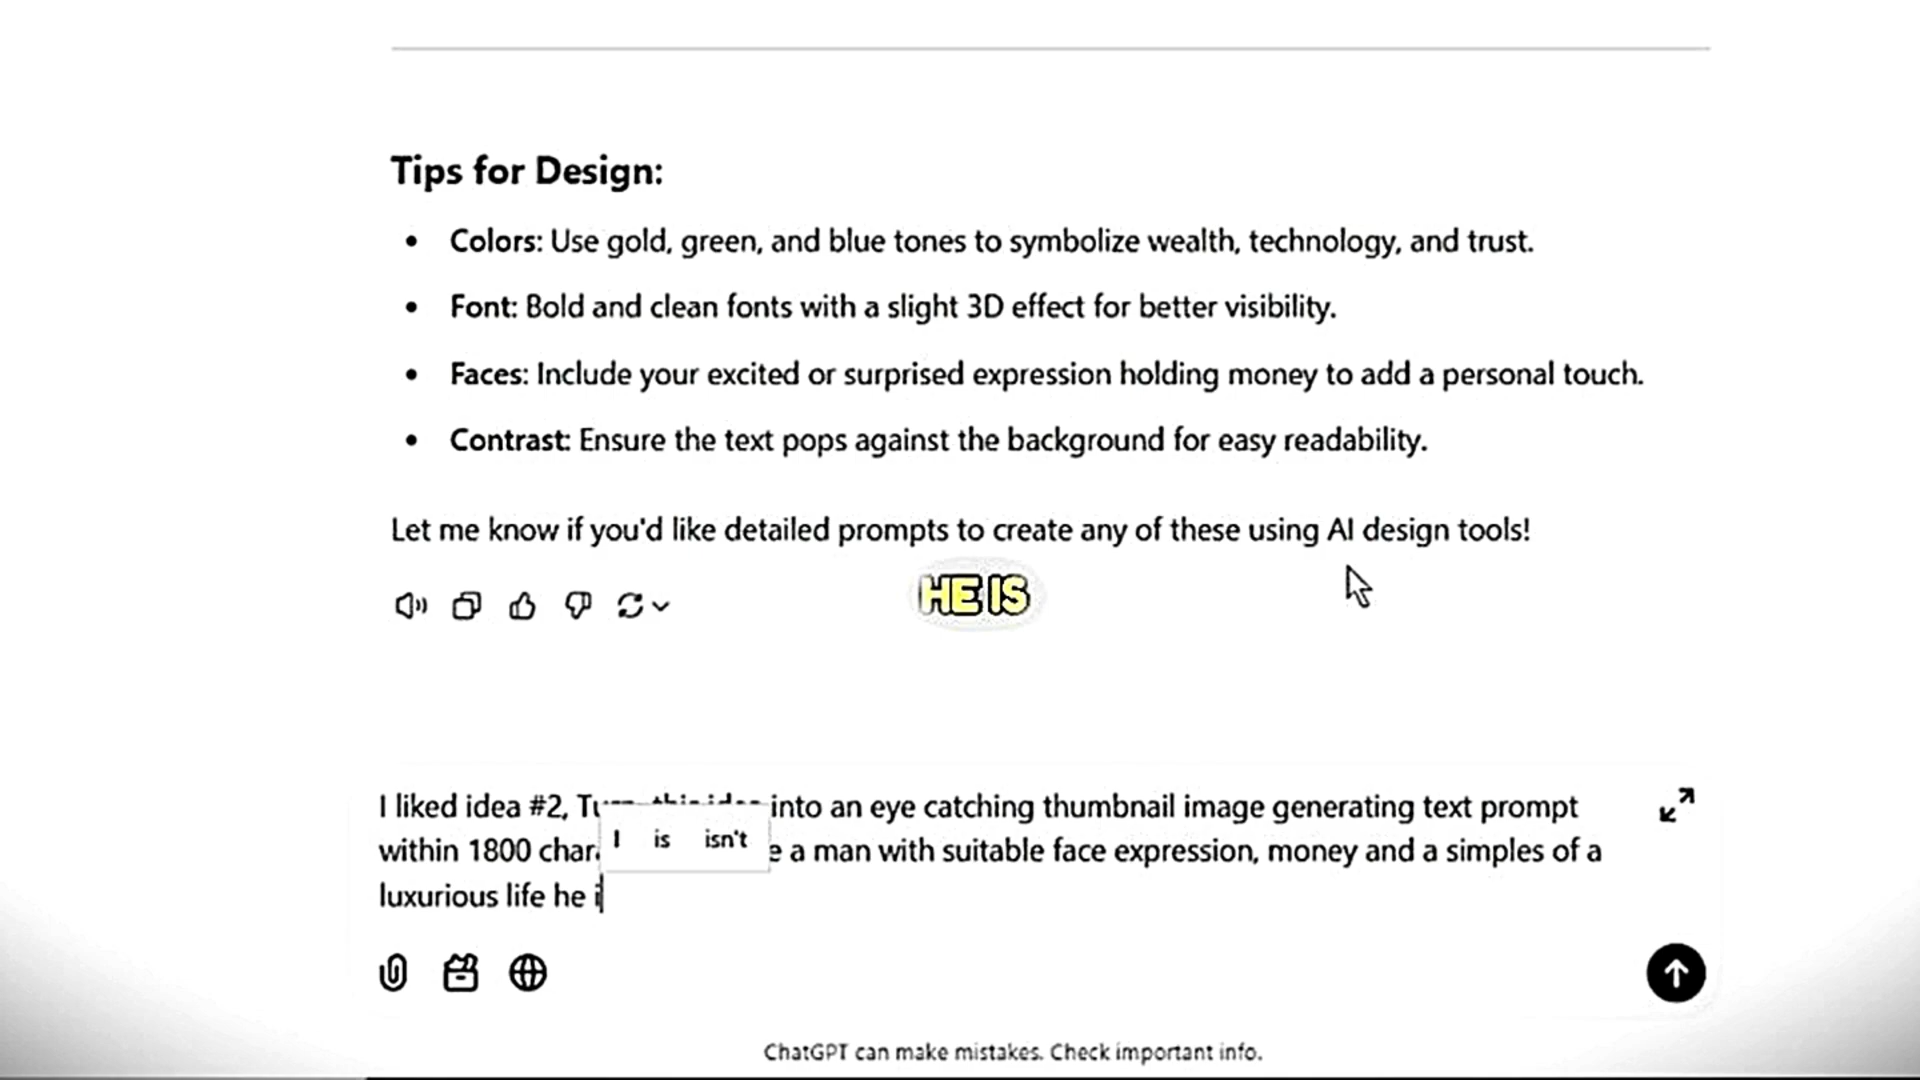 Tips for Design:
• Colors: Use gold, green, and blue tones to symbolize wealth, technology, and trust.
• Font: Bold and clean fonts with a slight 3D effect for better visibility.
• Faces: Include your excited or surprised expression holding money to add a personal touch.
• Contrast: Ensure the text pops against the background for easy readability.
Let me know if you'd like detailed prompts to create any of these using AI design tools!
HE IS
I liked idea #2, into an eye catching thumbnail image generating text prompt
I is isn't
within 1800 a man with suitable face expression, money and a simples of a
luxurious life he i
ChatGPT can make mistakes. Check important info.